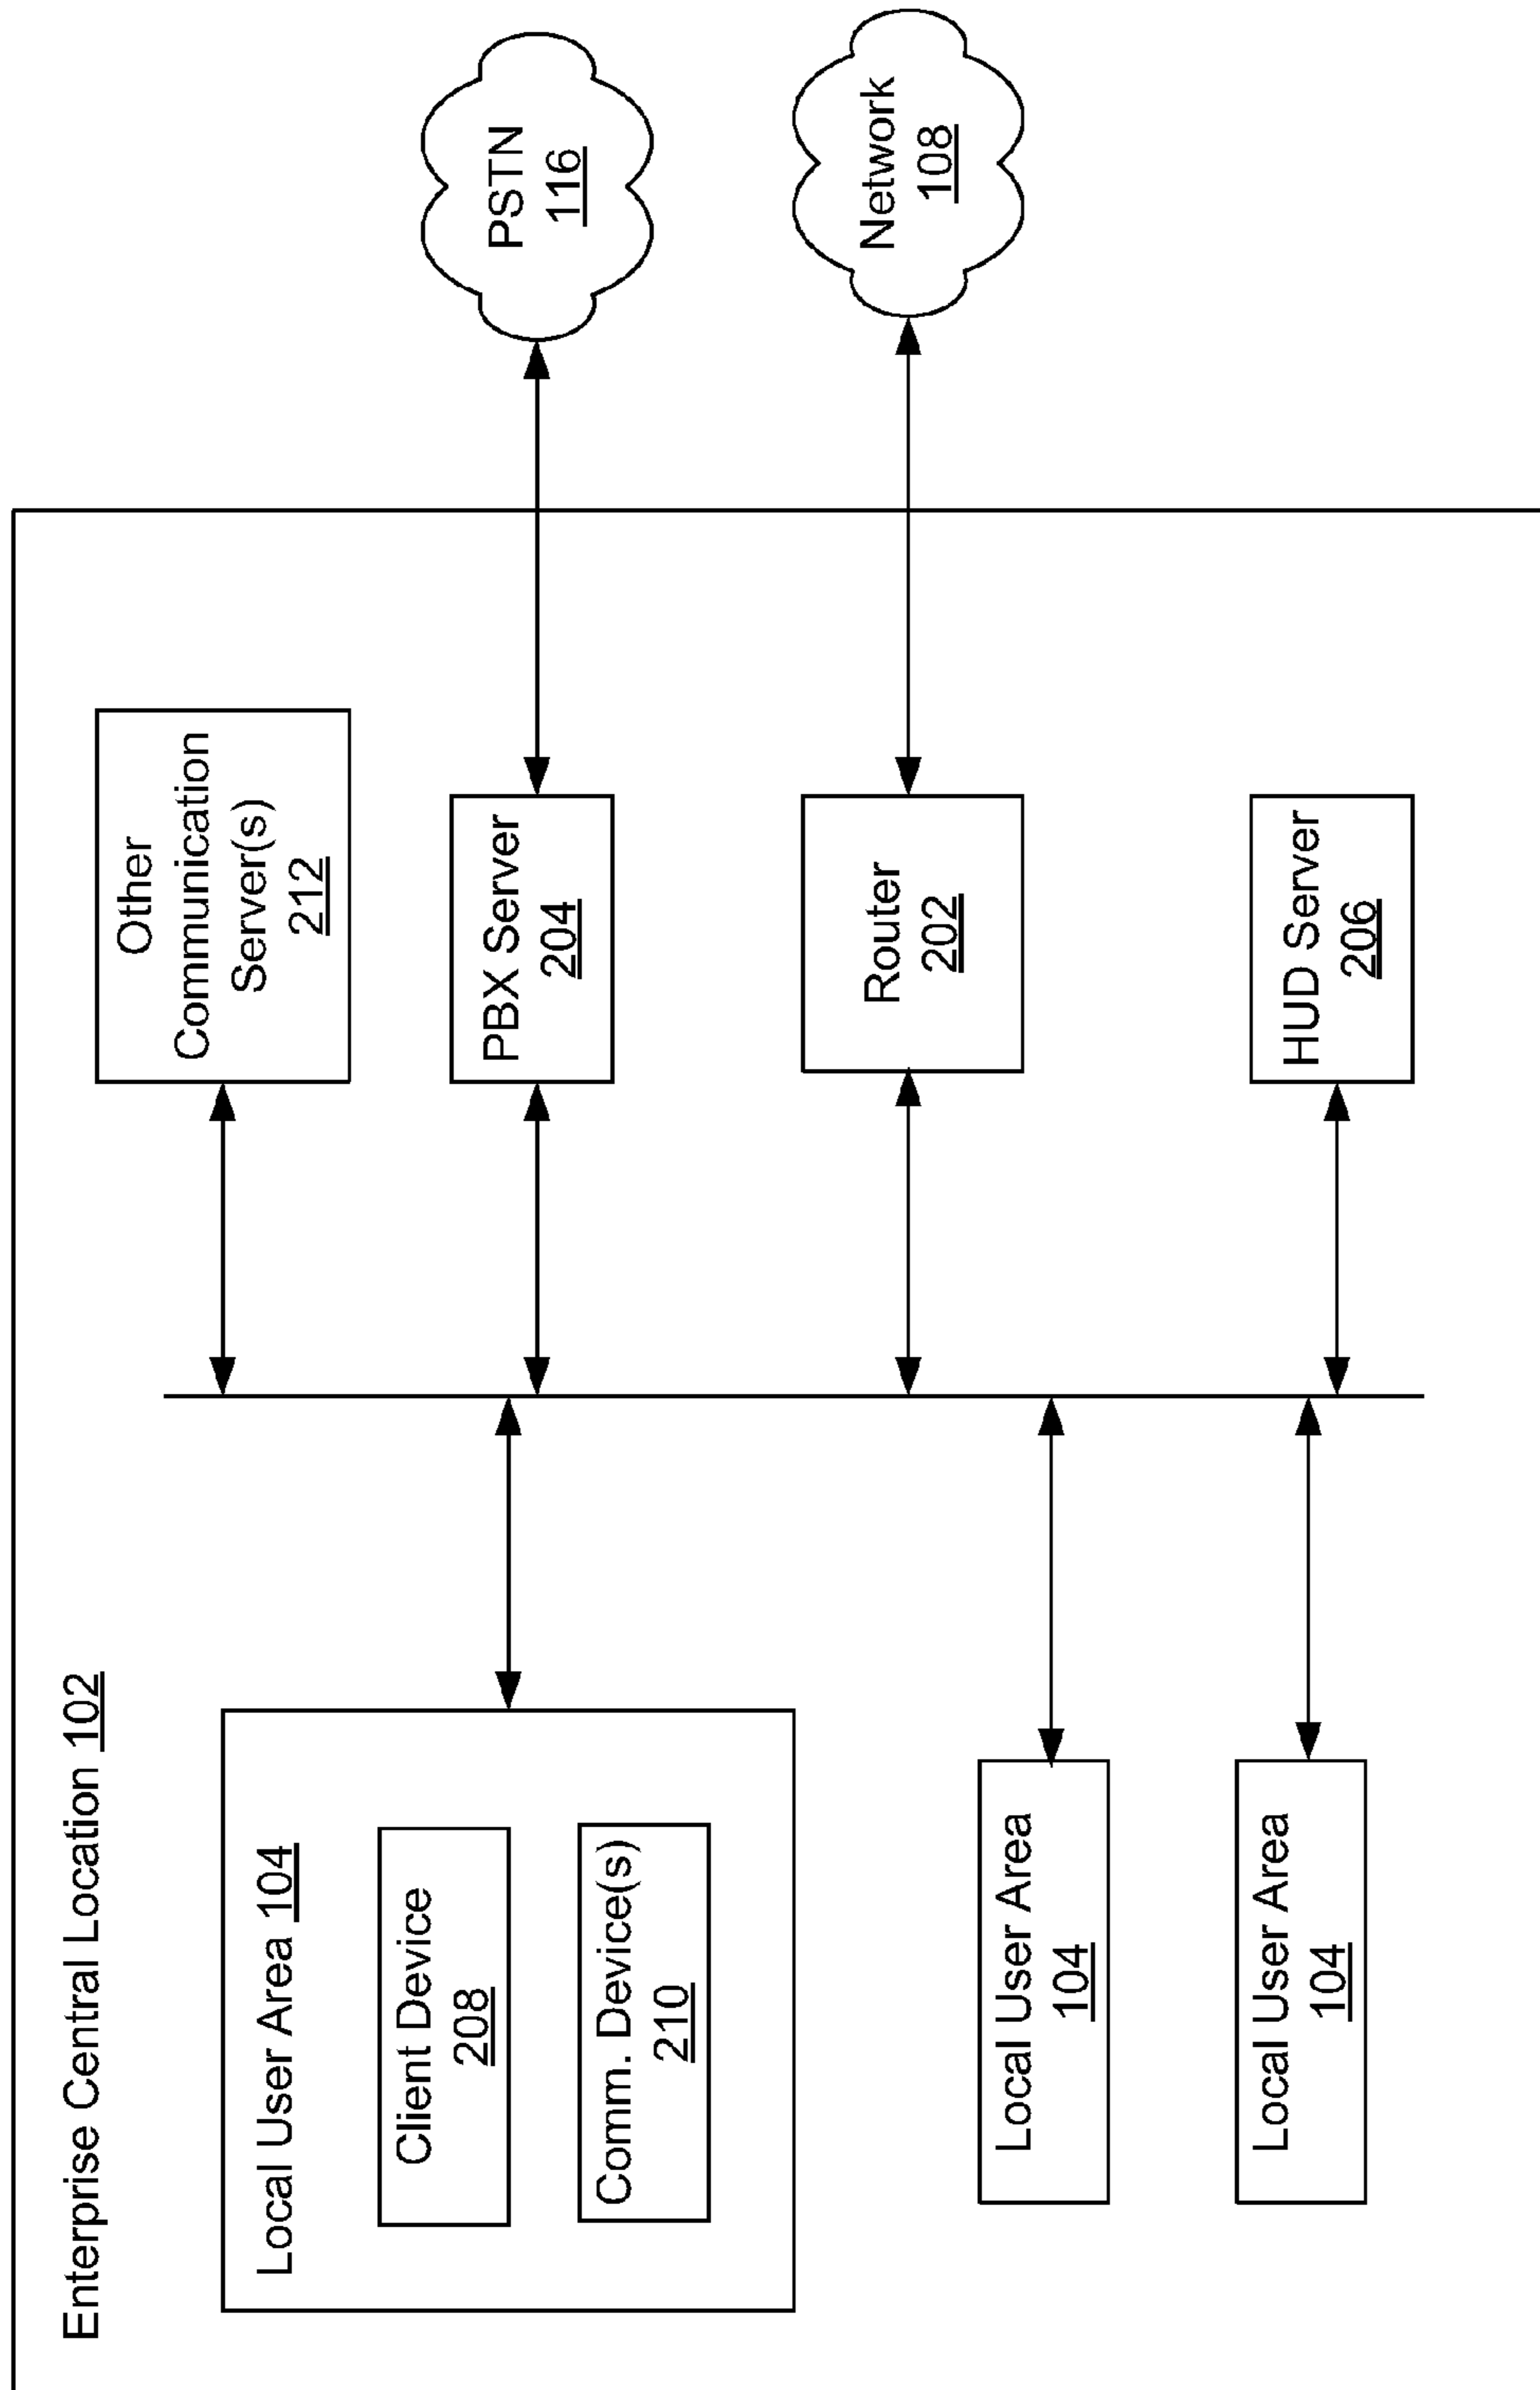 Enterprise Central Location 102
Local User Area 104
Client Device
208
Comm. Device(s)
210
Local User Area
104
Local User Area
104
Other
Communication
Server(s)
212
PBX Server
204
Router
202
HUD Server
206
PSTN
116
Network
108